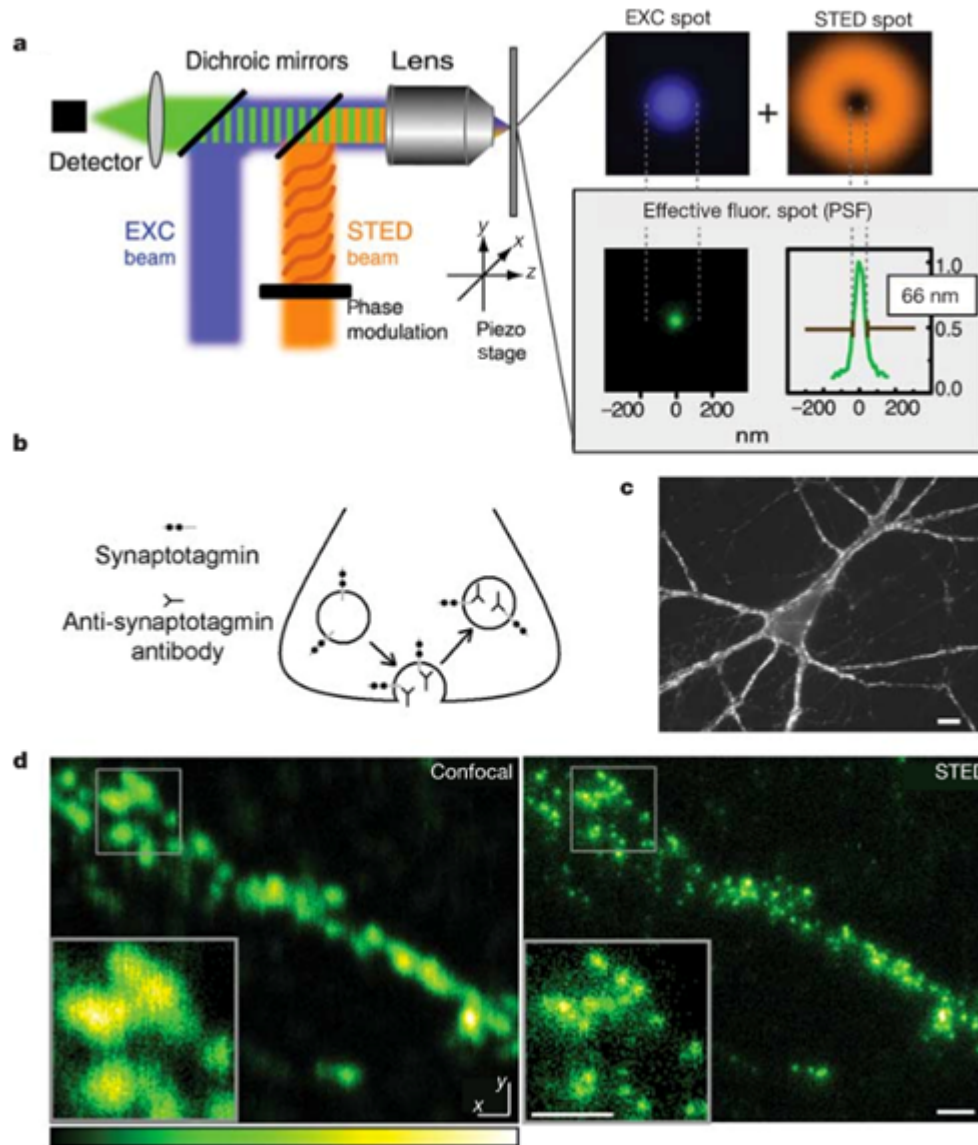 a
EXC spot
STED spot
Dichroic mirrors
Lens
+
Detector
EXC
beam
STED
beam
Phase
modulation
y
x
z
Piezo
stage
Effective fluor. spot (PSF)
1.0
66 nm
0.5
0.0
−200 0 200
−200 0 200
nm
b
Synaptotagmin
Anti-synaptotagmin
antibody
c
d
Confocal
STED
y
x